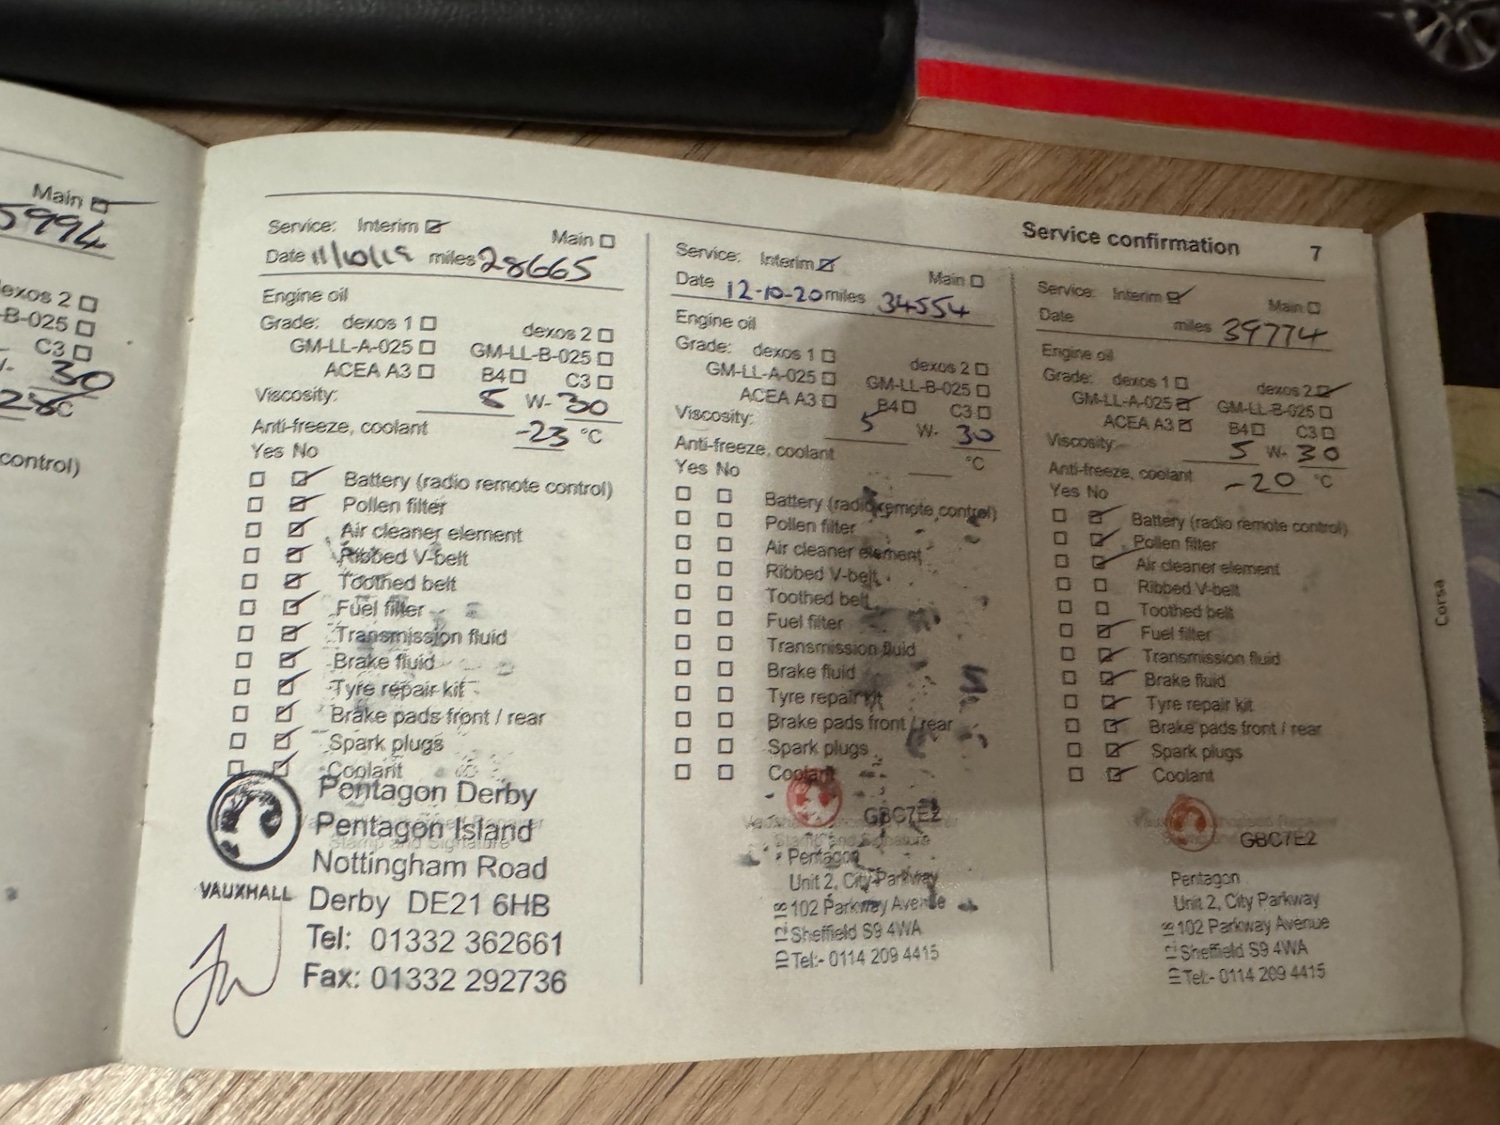 Main
5994
dexos 2
-B-025
C3
30
-28°C
control)
Service confirmation 7
Service: Interim
Main
Date 11/10/19 miles 28665
Engine oil
Grade: dexos 1 dexos 2
GM-LL-A-025 GM-LL-B-025
ACEA A3 B4 C3
Viscosity: 5 W- 30
Anti-freeze, coolant -23 °C
Yes No
Battery (radio remote control)
Pollen filter
Air cleaner element
Ribbed V-belt
Toothed belt
Fuel filter
Transmission fluid
Brake fluid
Tyre repair kit
Brake pads front / rear
Spark plugs
Coolant
Pentagon Derby
Pentagon Island
Stamp and Signature
Nottingham Road
VAUXHALL
Derby DE21 6HB
Tel: 01332 362661
Fax: 01332 292736
Service: Interim
Main
Date 12-10-20 miles 34554
Engine oil
Grade: dexos 1 dexos 2
GM-LL-A-025 GM-LL-B-025
ACEA A3 B4 C3
Viscosity: 5 W- 30
Anti-freeze, coolant °C
Yes No
Battery (radio remote control)
Pollen filter
Air cleaner element
Ribbed V-belt
Toothed belt
Fuel filter
Transmission fluid
Brake fluid
Tyre repair kit
Brake pads front / rear
Spark plugs
Coolant
GBC7E2
Stamp and Signature
Pentagon
Unit 2, City Parkway
102 Parkway Avenue
Sheffield S9 4WA
Tel:- 0114 209 4415
Service: Interim
Main
Date miles 39774
Engine oil
Grade: dexos 1 dexos 2
GM-LL-A-025 GM-LL-B-025
ACEA A3 B4 C3
Viscosity: 5 W- 30
Anti-freeze, coolant -20 °C
Yes No
Battery (radio remote control)
Pollen filter
Air cleaner element
Ribbed V-belt
Toothed belt
Fuel filter
Transmission fluid
Brake fluid
Tyre repair kit
Brake pads front / rear
Spark plugs
Coolant
GBC7E2
Pentagon
Unit 2, City Parkway
102 Parkway Avenue
Sheffield S9 4WA
Tel:- 0114 209 4415
Corsa